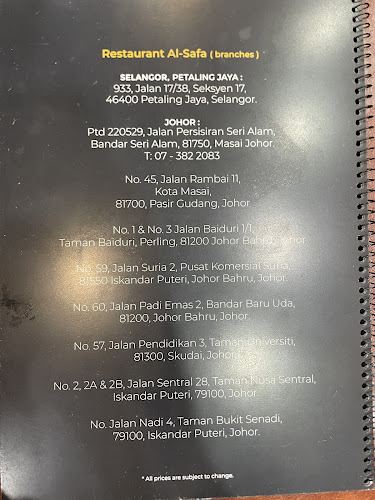 Restaurant Al-Safa ( branches )
SELANGOR, PETALING JAYA :
933, Jalan 17/38, Seksyen 17,
46400 Petaling Jaya, Selangor.
JOHOR :
Ptd 220529, Jalan Persisiran Seri Alam,
Bandar Seri Alam, 81750, Masai Johor.
T: 07 - 382 2083
No. 45, Jalan Rambai 11,
Kota Masai,
81700, Pasir Gudang, Johor
No. 1 & No. 3 Jalan Baiduri 1/1,
Taman Baiduri, Perling, 81200 Johor Bahru, Johor
No. 59, Jalan Suria 2, Pusat Komersial Suria,
81550 Iskandar Puteri, Johor Bahru, Johor.
No. 60, Jalan Padi Emas 2, Bandar Baru Uda,
81200, Johor Bahru, Johor.
No. 57, Jalan Pendidikan 3, Taman Universiti,
81300, Skudai, Johor.
No. 2, 2A & 2B, Jalan Sentral 28, Taman Nusa Sentral,
Iskandar Puteri, 79100, Johor.
No. Jalan Nadi 4, Taman Bukit Senadi,
79100, Iskandar Puteri, Johor.
* All prices are subject to change.